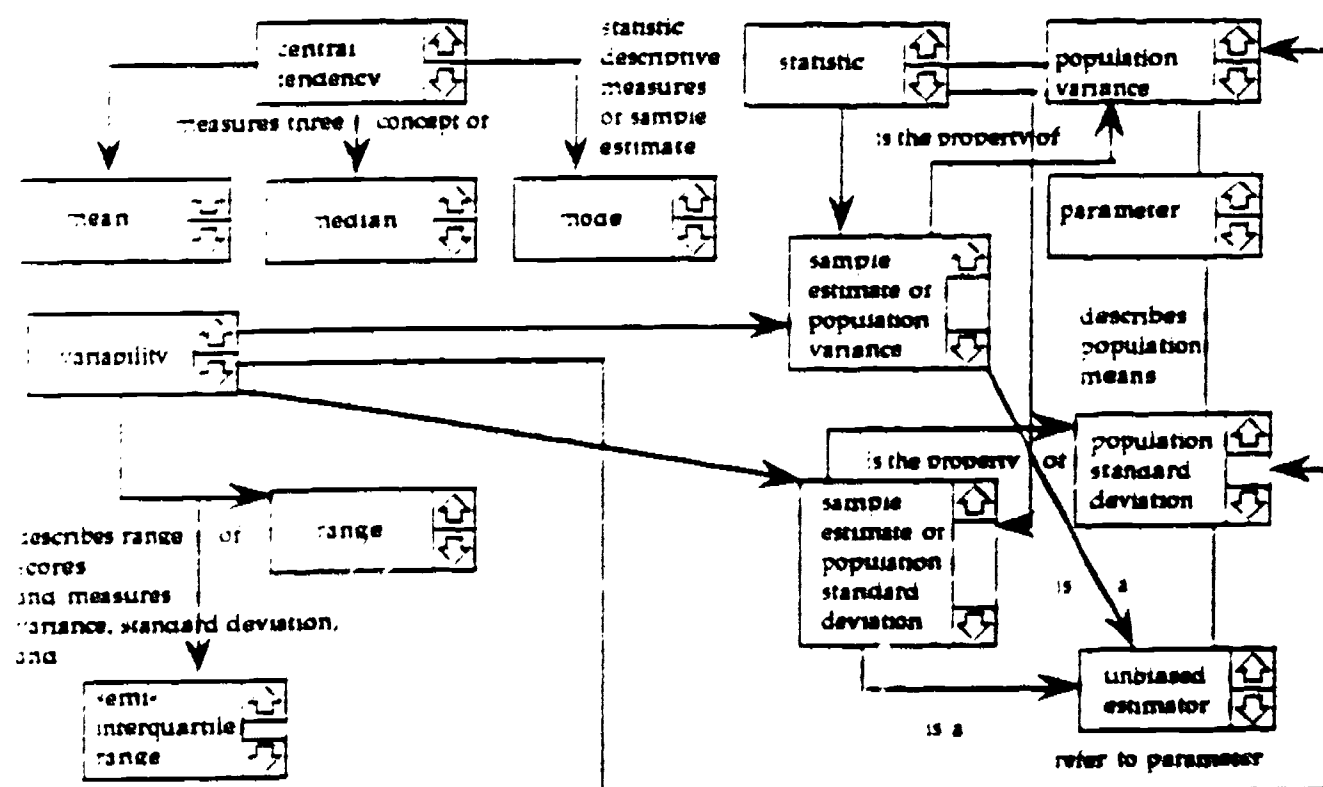 central
tendency
measures three concept of
mean
median
mode
statistic
descriptive
measures
of sample
estimate
statistic
population
variance
is the property of
parameter
sample
estimate of
population
variance
describes
population
means
variability
range
describes range of
scores
and measures
variance, standard deviation,
and
semi-
interquartile
range
is the property of
population
standard
deviation
sample
estimate of
population
standard
deviation
is a
unbiased
estimator
is a
refer to parameter